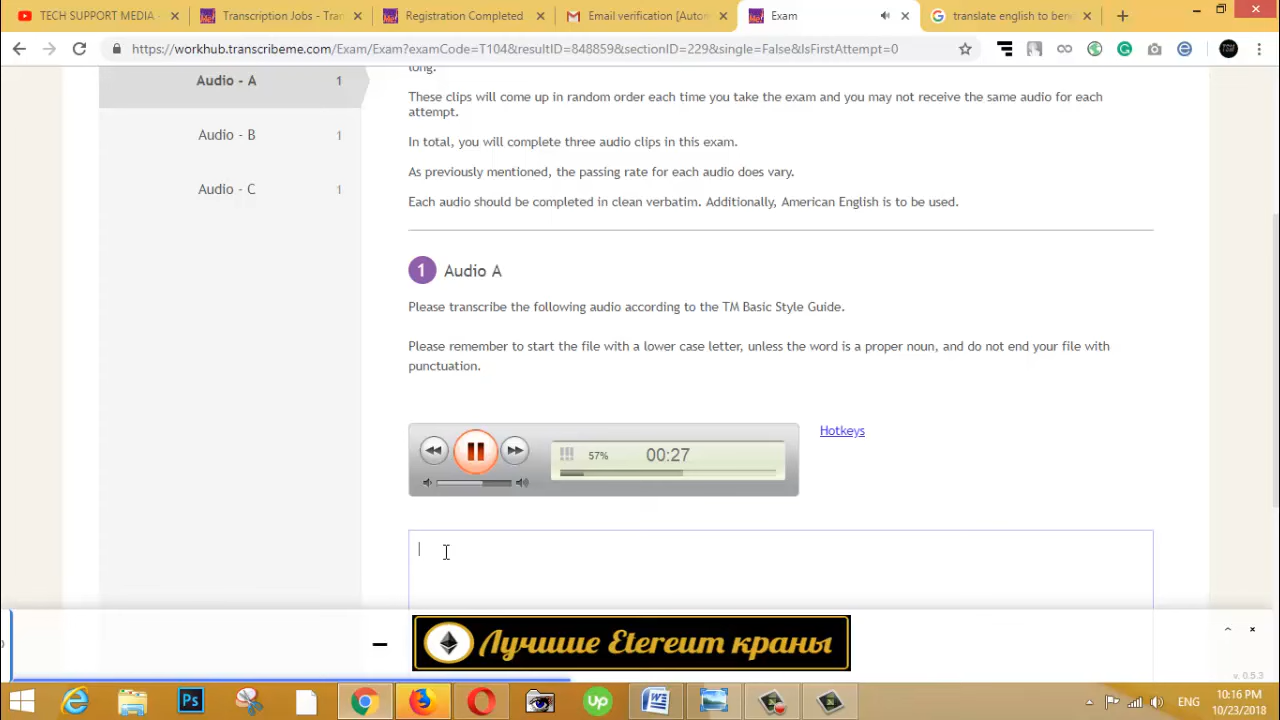 TECH SUPPORT MEDIA -
Transcription Jobs - Tra
Registration Completed
Email verification [Autom
Exam
translate english to ben
https://workhub.transcribeme.com/Exam/Exam?examCode=T104&resultID=848859&sectionID=229&single=False&IsFirstAttempt=0
Audio - A 1
Audio - B 1
Audio - C 1
long.
These clips will come up in random order each time you take the exam and you may not receive the same audio for each
attempt.
In total, you will complete three audio clips in this exam.
As previously mentioned, the passing rate for each audio does vary.
Each audio should be completed in clean verbatim. Additionally, American English is to be used.
1 Audio A
Please transcribe the following audio according to the TM Basic Style Guide.
Please remember to start the file with a lower case letter, unless the word is a proper noun, and do not end your file with
punctuation.
57% 00:27
Hotkeys
Лучшие Etereum краны
v. 0.5.3
Ps
Up
ENG
10:16 PM
10/23/2018